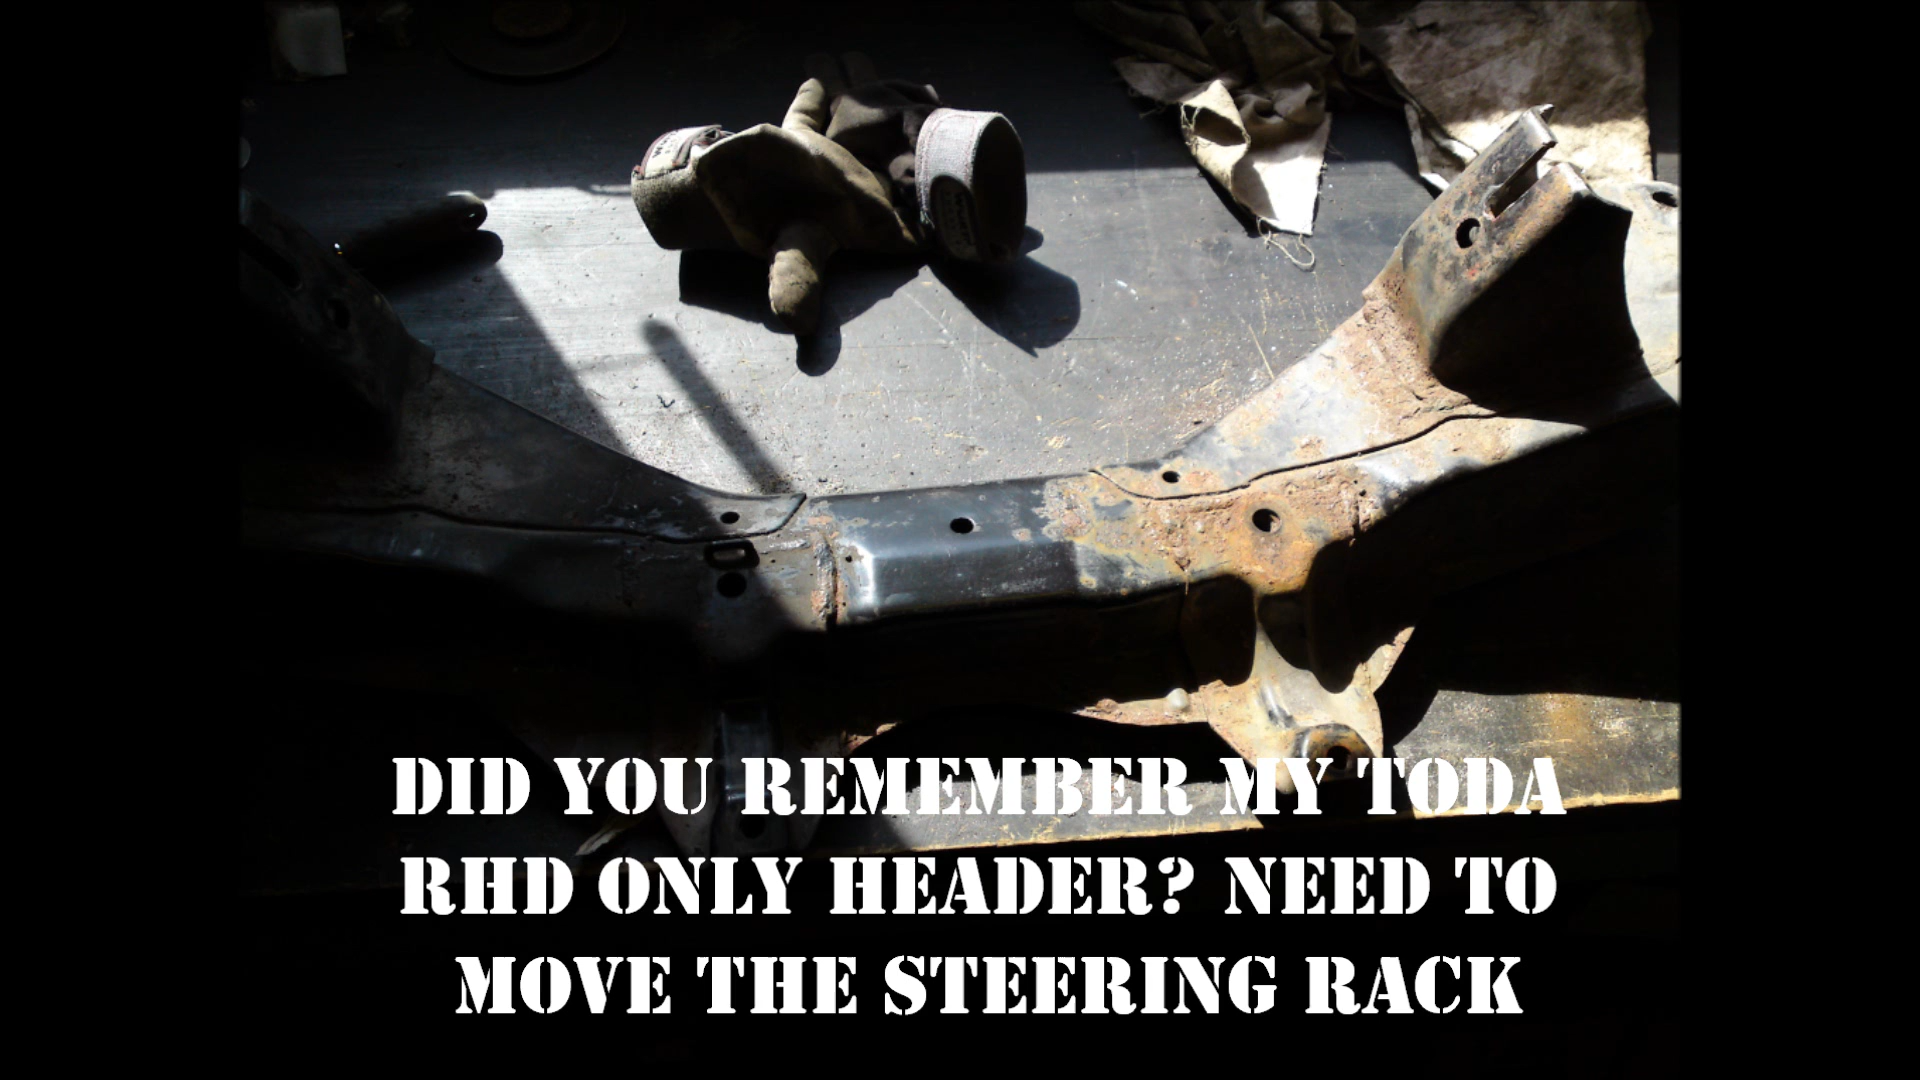 DID YOU REMEMBER MY TODA
RHD ONLY HEADER? NEED TO
MOVE THE STEERING RACK